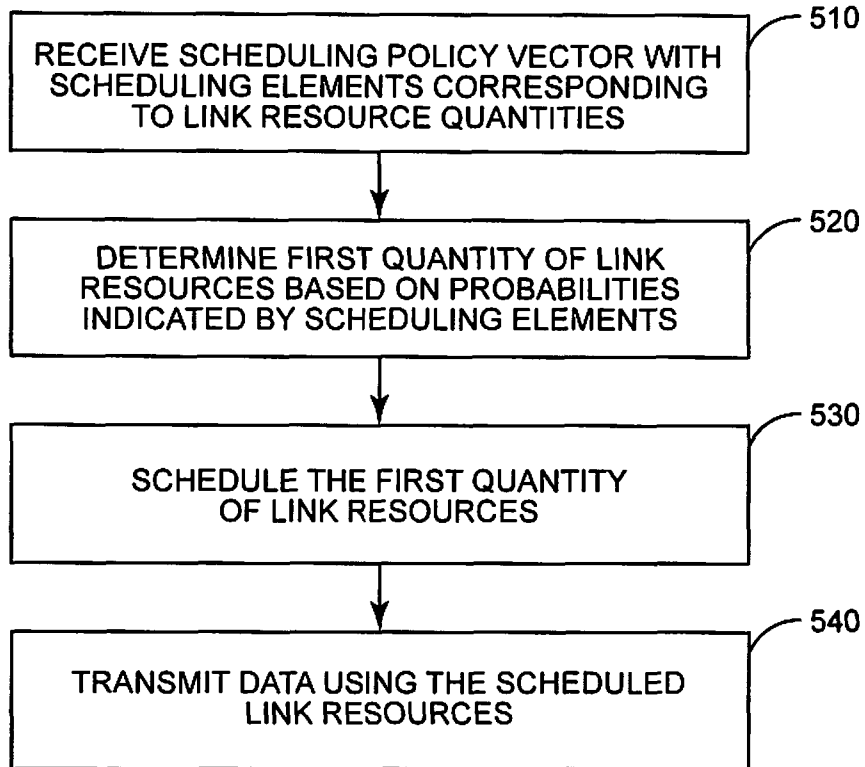 510
RECEIVE SCHEDULING POLICY VECTOR WITH
SCHEDULING ELEMENTS CORRESPONDING
TO LINK RESOURCE QUANTITIES
520
DETERMINE FIRST QUANTITY OF LINK
RESOURCES BASED ON PROBABILITIES
INDICATED BY SCHEDULING ELEMENTS
530
SCHEDULE THE FIRST QUANTITY
OF LINK RESOURCES
540
TRANSMIT DATA USING THE SCHEDULED
LINK RESOURCES